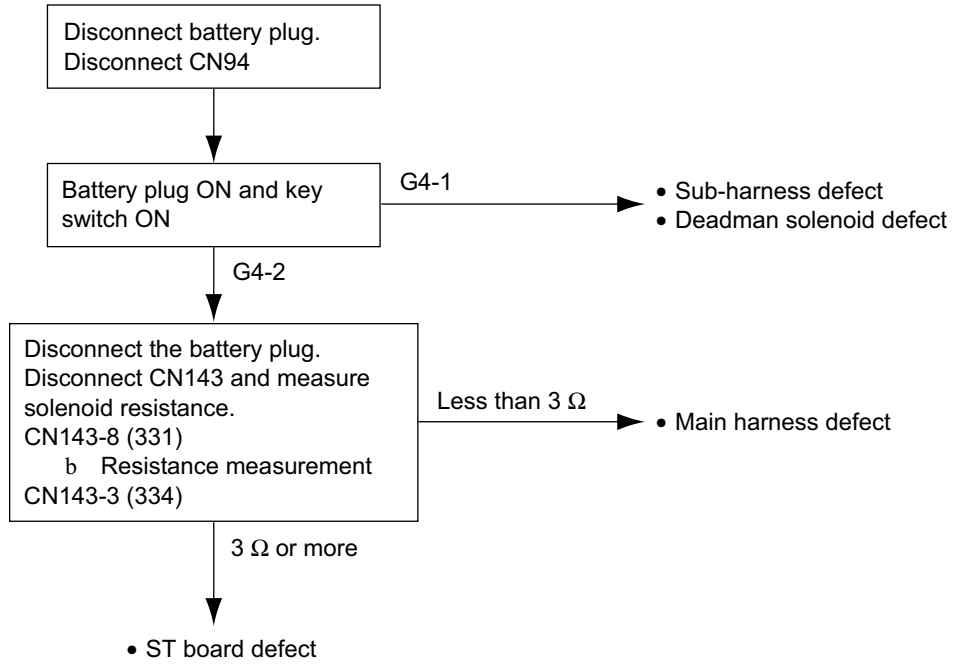 Disconnect battery plug.
Disconnect CN94
Battery plug ON and key
switch ON
G4-1
• Sub-harness defect
• Deadman solenoid defect
G4-2
Disconnect the battery plug.
Disconnect CN143 and measure
solenoid resistance.
CN143-8 (331)
b Resistance measurement
CN143-3 (334)
Less than 3 Ω
• Main harness defect
3 Ω or more
• ST board defect